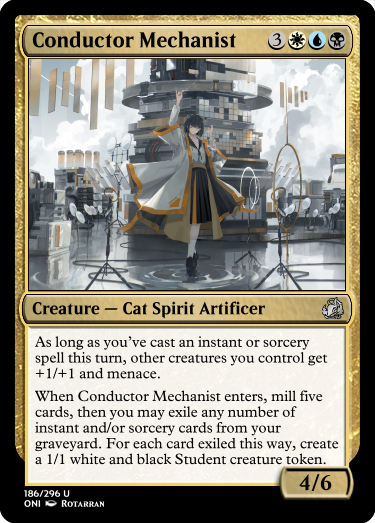 Conductor Mechanist 3
Creature — Cat Spirit Artificer
As long as you've cast an instant or sorcery
spell this turn, other creatures you control get
+1/+1 and menace.
When Conductor Mechanist enters, mill five
cards, then you may exile any number of
instant and/or sorcery cards from your
graveyard. For each card exiled this way, create
a 1/1 white and black Student creature token.
4/6
186/296 U
ONI Rotarran